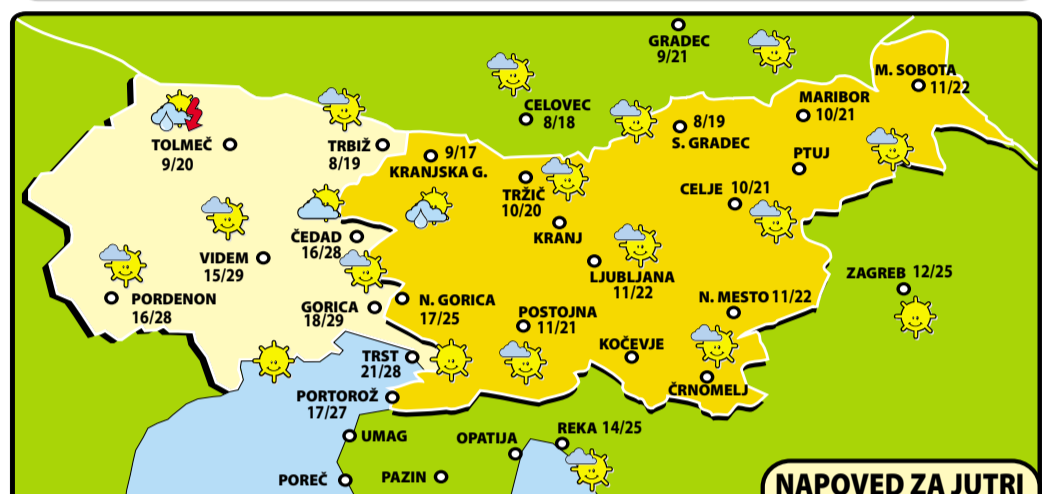 GRADEC
9/21
M. SOBOTA
11/22
CELOVEC
8/18
MARIBOR
10/21
8/19
S. GRADEC
TOLMEČ
9/20
TRBIŽ
8/19
9/17
KRANJSKA G.
PTUJ
TRŽIČ
10/20
CELJE 10/21
KRANJ
ČEDAD
16/28
VIDEM
15/29
LJUBLJANA
11/22
ZAGREB 12/25
PORDENON
16/28
GORICA
18/29
N. GORICA
17/25
N. MESTO 11/22
POSTOJNA
11/21
KOČEVJE
TRST
21/28
ČRNOMELJ
PORTOROŽ
17/27
UMAG
OPATIJA
REKA 14/25
POREČ
PAZIN
NAPOVED ZA JUTRI